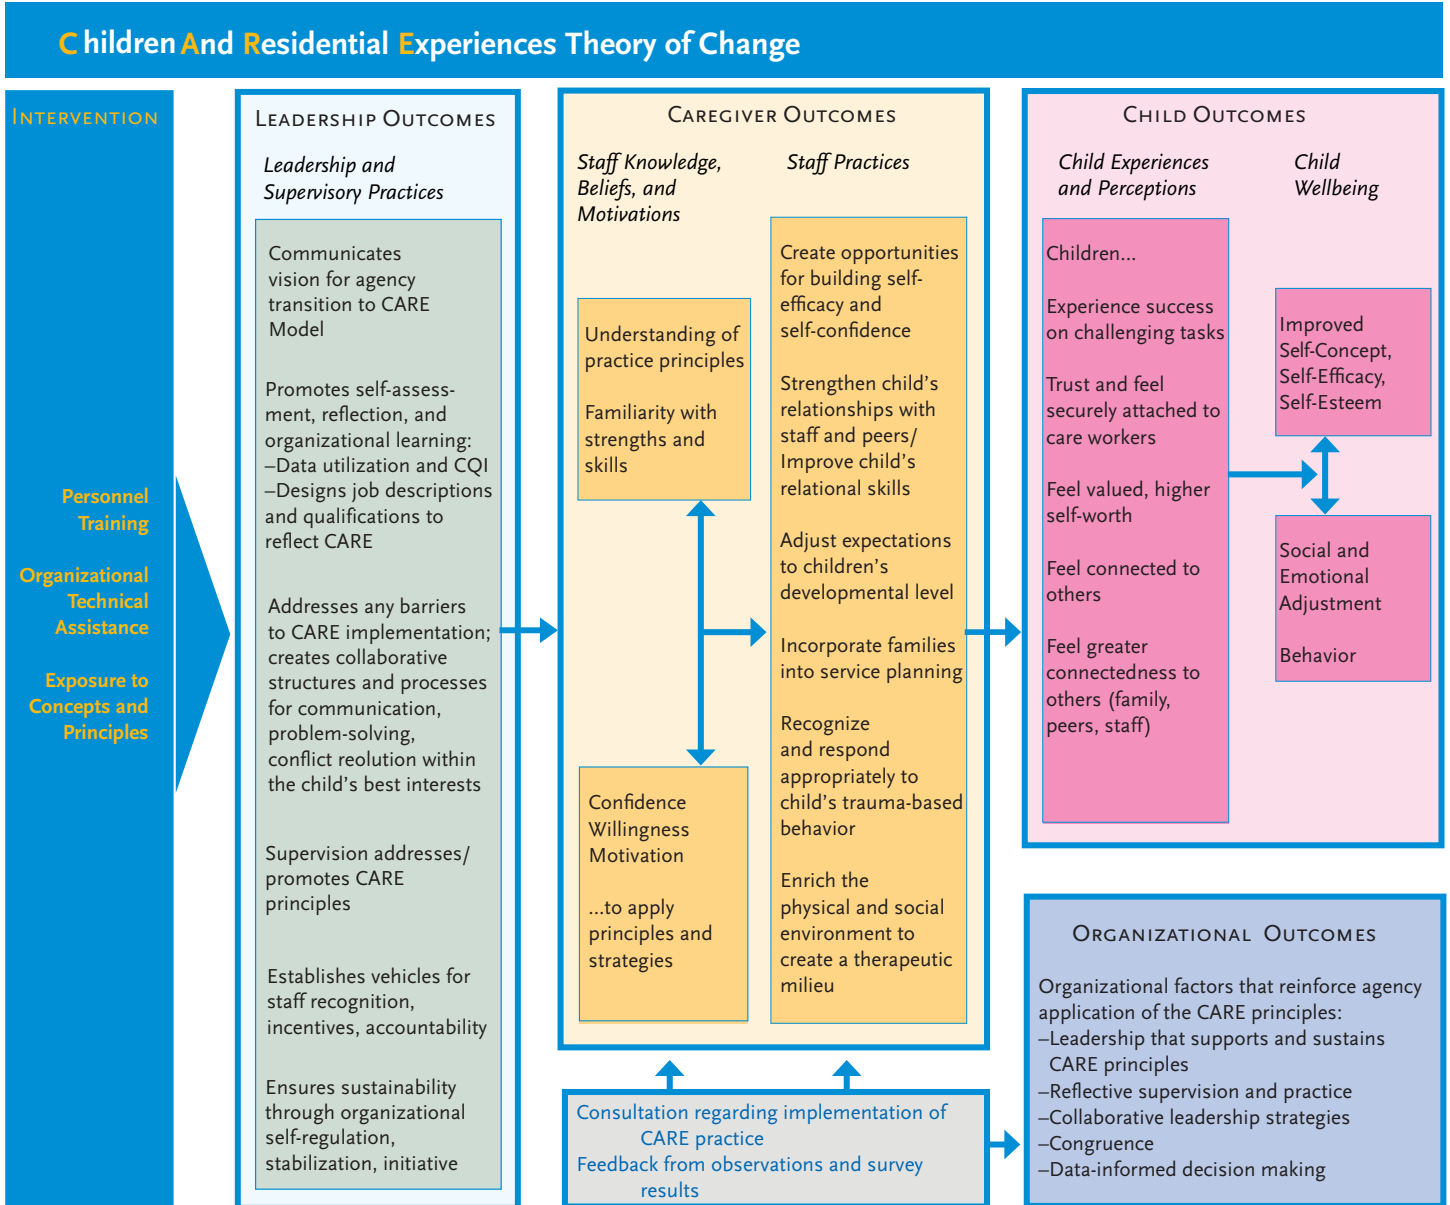 Children And Residential Experiences Theory of Change
INTERVENTION
Personnel
Training
Organizational
Technical
Assistance
Exposure to
Concepts and
Principles
LEADERSHIP OUTCOMES
Leadership and
Supervisory Practices
Communicates
vision for agency
transition to CARE
Model
Promotes self-assess-
ment, reflection, and
organizational learning:
–Data utilization and CQI
–Designs job descriptions
and qualifications to
reflect CARE
Addresses any barriers
to CARE implementation;
creates collaborative
structures and processes
for communication,
problem-solving,
conflict reolution within
the child's best interests
Supervision addresses/
promotes CARE
principles
Establishes vehicles for
staff recognition,
incentives, accountability
Ensures sustainability
through organizational
self-regulation,
stabilization, initiative
CAREGIVER OUTCOMES
Staff Knowledge,
Beliefs, and
Motivations
Understanding of
practice principles
Familiarity with
strengths and
skills
Confidence
Willingness
Motivation
...to apply
principles and
strategies
Staff Practices
Create opportunities
for building self-
efficacy and
self-confidence
Strengthen child's
relationships with
staff and peers/
Improve child's
relational skills
Adjust expectations
to children's
developmental level
Incorporate families
into service planning
Recognize
and respond
appropriately to
child's trauma-based
behavior
Enrich the
physical and social
environment to
create a therapeutic
milieu
Consultation regarding implementation of
CARE practice
Feedback from observations and survey
results
CHILD OUTCOMES
Child Experiences
and Perceptions
Children...
Experience success
on challenging tasks
Trust and feel
securely attached to
care workers
Feel valued, higher
self-worth
Feel connected to
others
Feel greater
connectedness to
others (family,
peers, staff)
Child
Wellbeing
Improved
Self-Concept,
Self-Efficacy,
Self-Esteem
Social and
Emotional
Adjustment
Behavior
ORGANIZATIONAL OUTCOMES
Organizational factors that reinforce agency
application of the CARE principles:
–Leadership that supports and sustains
CARE principles
–Reflective supervision and practice
–Collaborative leadership strategies
–Congruence
–Data-informed decision making